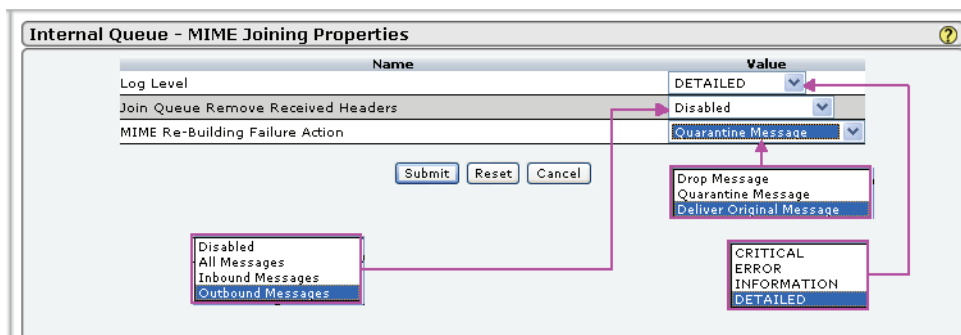 Internal Queue - MIME Joining Properties
?
Name Value
Log Level DETAILED
Join Queue Remove Received Headers Disabled
MIME Re-Building Failure Action Quarantine Message
Submit Reset Cancel
Drop Message
Quarantine Message
Deliver Original Message
Disabled
All Messages
Inbound Messages
Outbound Messages
CRITICAL
ERROR
INFORMATION
DETAILED